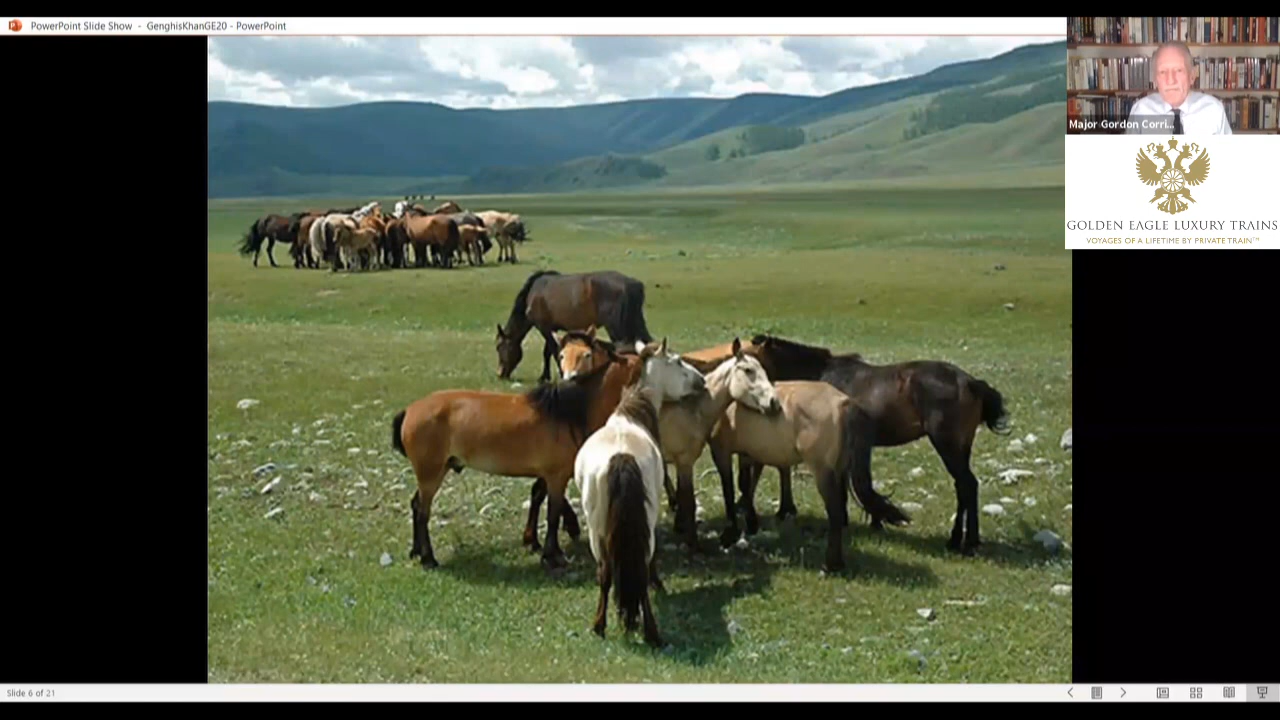 PowerPoint Slide Show - GenghisKhanGE20 - PowerPoint
Major Gordon Corri...
GOLDEN EAGLE LUXURY TRAINS
VOYAGES OF A LIFETIME BY PRIVATE TRAIN™
Slide 6 of 21